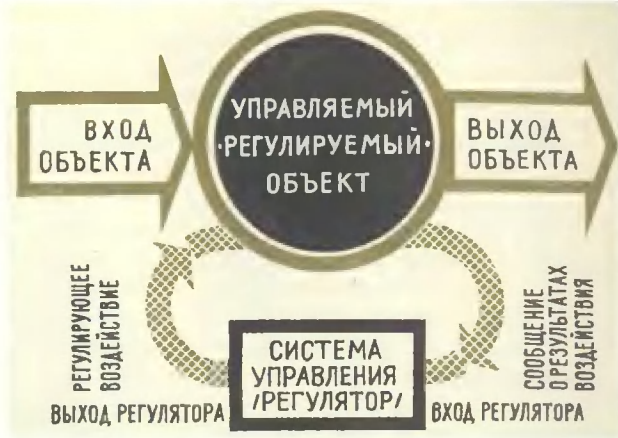 УПРАВЛЯЕМЫЙ
·РЕГУЛИРУЕМЫЙ·
ОБЪЕКТ
ВХОД
ОБЪЕКТА
ВЫХОД
ОБЪЕКТА
РЕГУЛИРУЮЩЕЕ
ВОЗДЕЙСТВИЕ
СООБЩЕНИЕ
О РЕЗУЛЬТАТАХ
ВОЗДЕЙСТВИЯ
СИСТЕМА
УПРАВЛЕНИЯ
/РЕГУЛЯТОР/
ВЫХОД РЕГУЛЯТОРА
ВХОД РЕГУЛЯТОРА